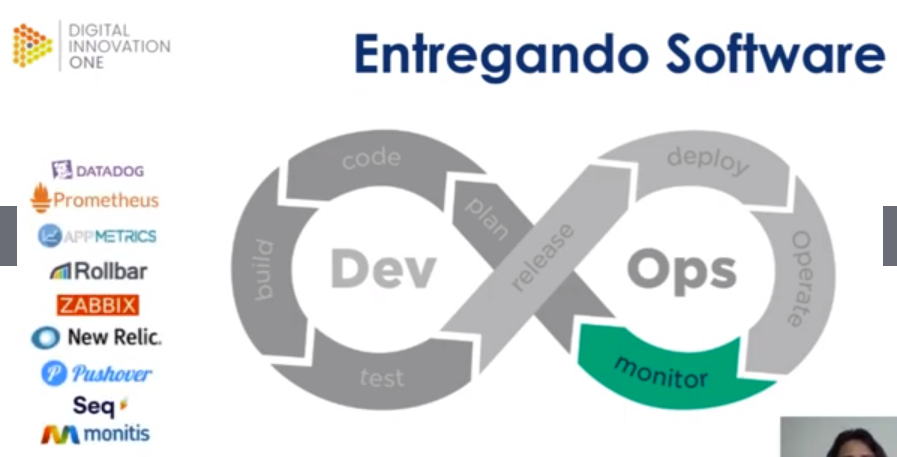 DIGITAL
INNOVATION
ONE
Entregando Software
DATADOG
Prometheus
APPMETRICS
Rollbar
ZABBIX
New Relic.
Pushover
Seq
monitis
code
plan
build
Dev
test
release
deploy
Ops
Operate
monitor